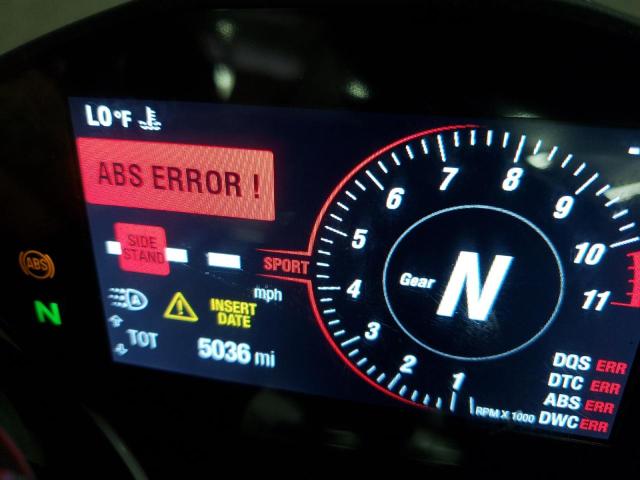 LO °F
ABS ERROR !
SIDE
STAND
SPORT
mph
INSERT
DATE
TOT 5036 mi
ABS
N
A
1
2
3
4
5
6
7
8
9
10
11
Gear N
RPM X 1000
DQS ERR
DTC ERR
ABS ERR
DWC ERR